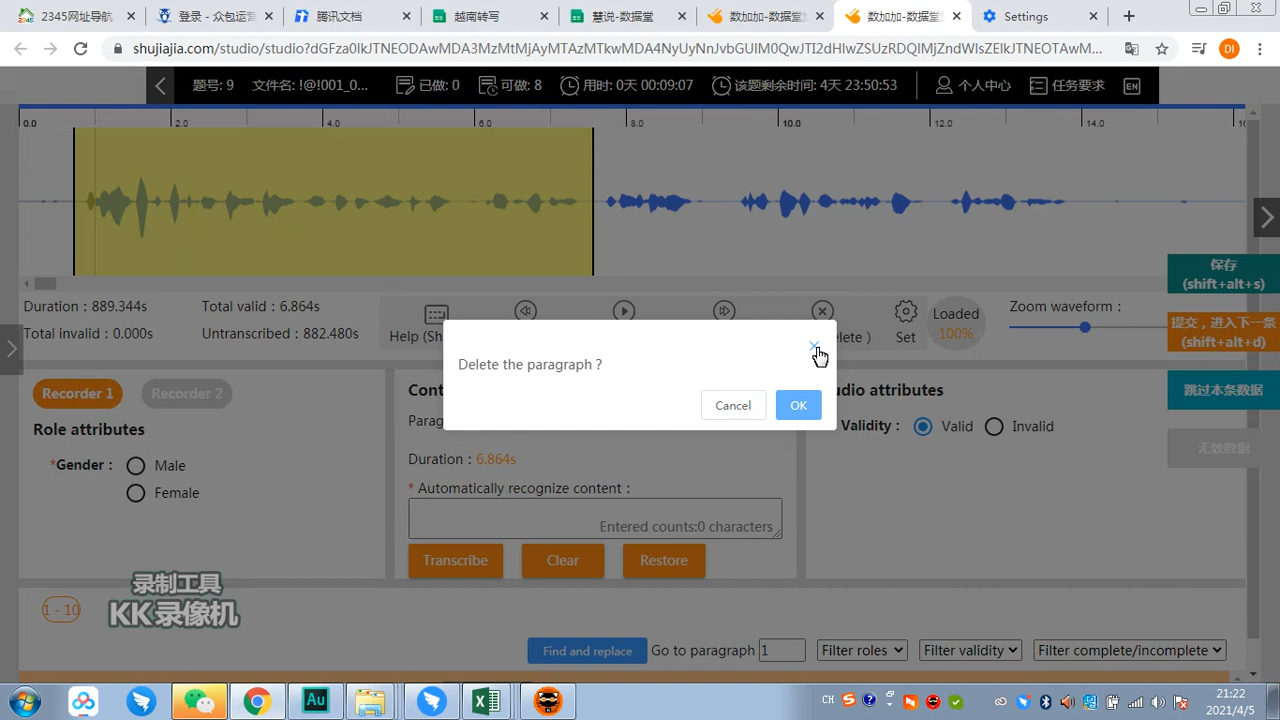 2345网址导航
登录 - 火包运营
腾讯文档
越南转写
慧说-数据堂
数加加-数据堂
数加加-数据堂
Settings
shujiajia.com/studio/studio?
题号: 9
文件名: !@!001_0...
已做: 0
可做: 8
用时: 0天 00:09:07
该题剩余时间: 4天 23:50:53
个人中心
任务要求
EN
0.0
2.0
4.0
6.0
8.0
10.0
12.0
14.0
16
保存
(shift+alt+s)
Duration : 889.344s
Total valid : 6.864s
Loaded
100%
Zoom waveform :
Total invalid : 0.000s
Untranscribed : 882.480s
Help (Sh
elete )
Set
提交，进入下一条
(shift+alt+d)
Delete the paragraph ?
Cancel
OK
Recorder 1
Recorder 2
Cont
udio attributes
跳过本条数据
Role attributes
Parag
Validity :
Valid
Invalid
无效数据
*Gender :
Male
Female
Duration : 6.864s
* Automatically recognize content :
Entered counts:0 characters
Transcribe
Clear
Restore
录制工具
KK录像机
1 - 10
Find and replace
Go to paragraph
1
Filter roles
Filter validity
Filter complete/incomplete
Au
CH
21:22
2021/4/5